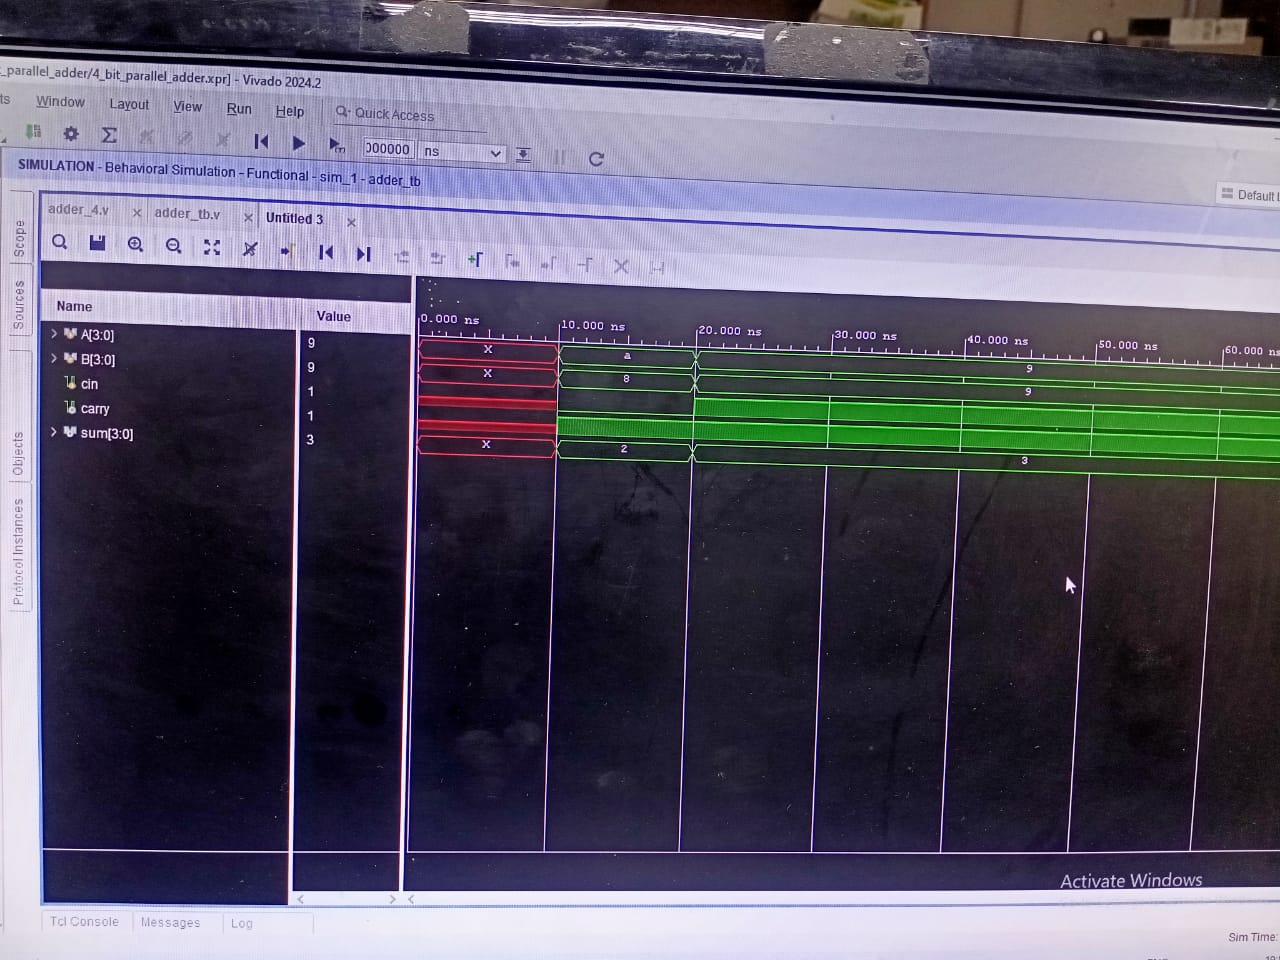 _parallel_adder/4_bit_parallel_adder.xpr] - Vivado 2024.2
ts Window Layout View Run Help Quick Access
000000 ns
SIMULATION - Behavioral Simulation - Functional - sim_1 - adder_tb
Default L
adder_4.v × adder_tb.v × Untitled 3 ×
Scope
Sources
Objects
Protocol Instances
Name Value
A[3:0] 9
B[3:0] 9
cin 1
carry 1
sum[3:0] 3
0.000 ns 10.000 ns 20.000 ns 30.000 ns 40.000 ns 50.000 ns 60.000 ns
X a 9
X 8 9
X 2 3
Activate Windows
Tcl Console Messages Log
Sim Time: